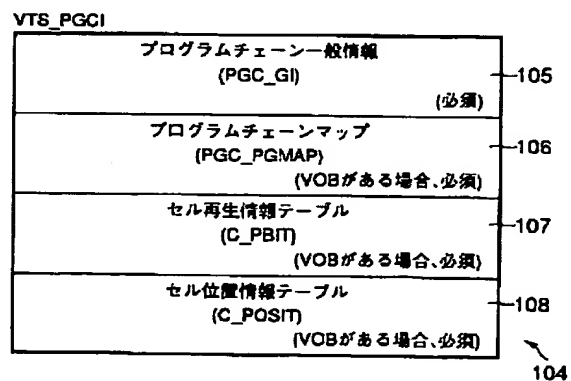 VTS_PGCI
プログラムチェーン一般情報
(PGC_GI)
(必須)
105
プログラムチェーンマップ
(PGC_PGMAP)
(VOBがある場合、必須)
106
セル再生情報テーブル
(C_PBIT)
(VOBがある場合、必須)
107
セル位置情報テーブル
(C_POSIT)
(VOBがある場合、必須)
108
104